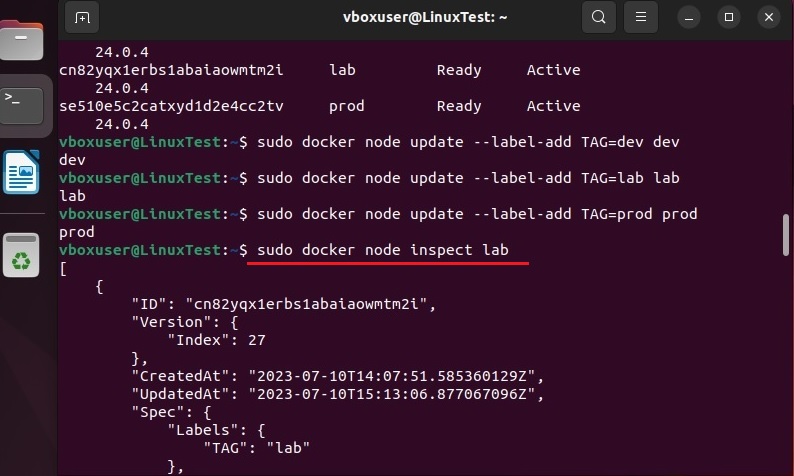 vboxuser@LinuxTest: ~
    24.0.4
cn82yqx1erbs1abaiaowmtm2i     lab         Ready     Active
    24.0.4
se510e5c2catxyd1d2e4cc2tv     prod        Ready     Active
    24.0.4
vboxuser@LinuxTest:~$ sudo docker node update --label-add TAG=dev dev
dev
vboxuser@LinuxTest:~$ sudo docker node update --label-add TAG=lab lab
lab
vboxuser@LinuxTest:~$ sudo docker node update --label-add TAG=prod prod
prod
vboxuser@LinuxTest:~$ sudo docker node inspect lab
[
    {
        "ID": "cn82yqx1erbs1abaiaowmtm2i",
        "Version": {
            "Index": 27
        },
        "CreatedAt": "2023-07-10T14:07:51.585360129Z",
        "UpdatedAt": "2023-07-10T15:13:06.877067096Z",
        "Spec": {
            "Labels": {
                "TAG": "lab"
            },